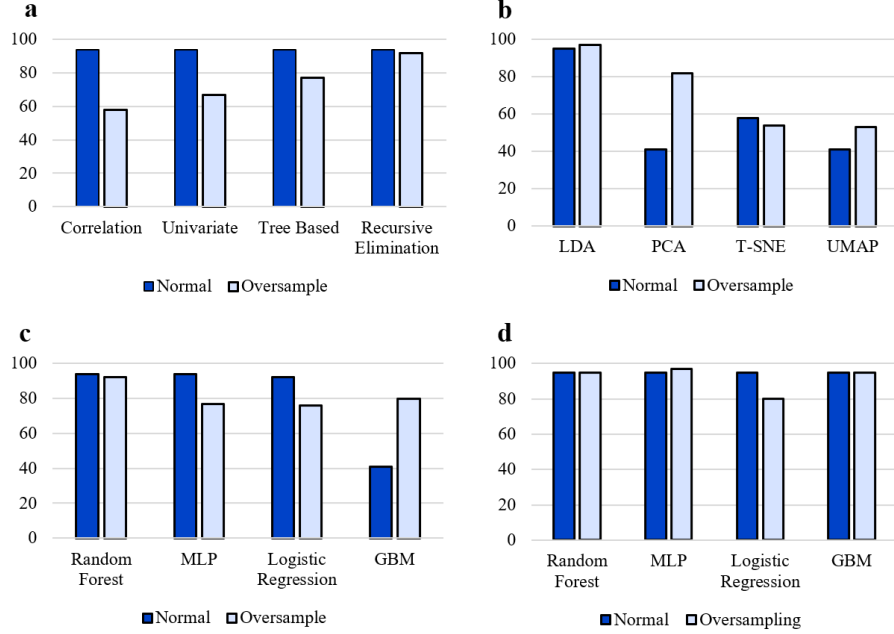 a
100
80
60
40
20
0
Correlation Univariate Tree Based Recursive
Elimination
Normal Oversample
b
100
80
60
40
20
0
LDA PCA T-SNE UMAP
Normal Oversample
c
100
80
60
40
20
0
Random MLP Logistic GBM
Forest Regression
Normal Oversample
d
100
80
60
40
20
0
Random MLP Logistic GBM
Forest Regression
Normal Oversampling